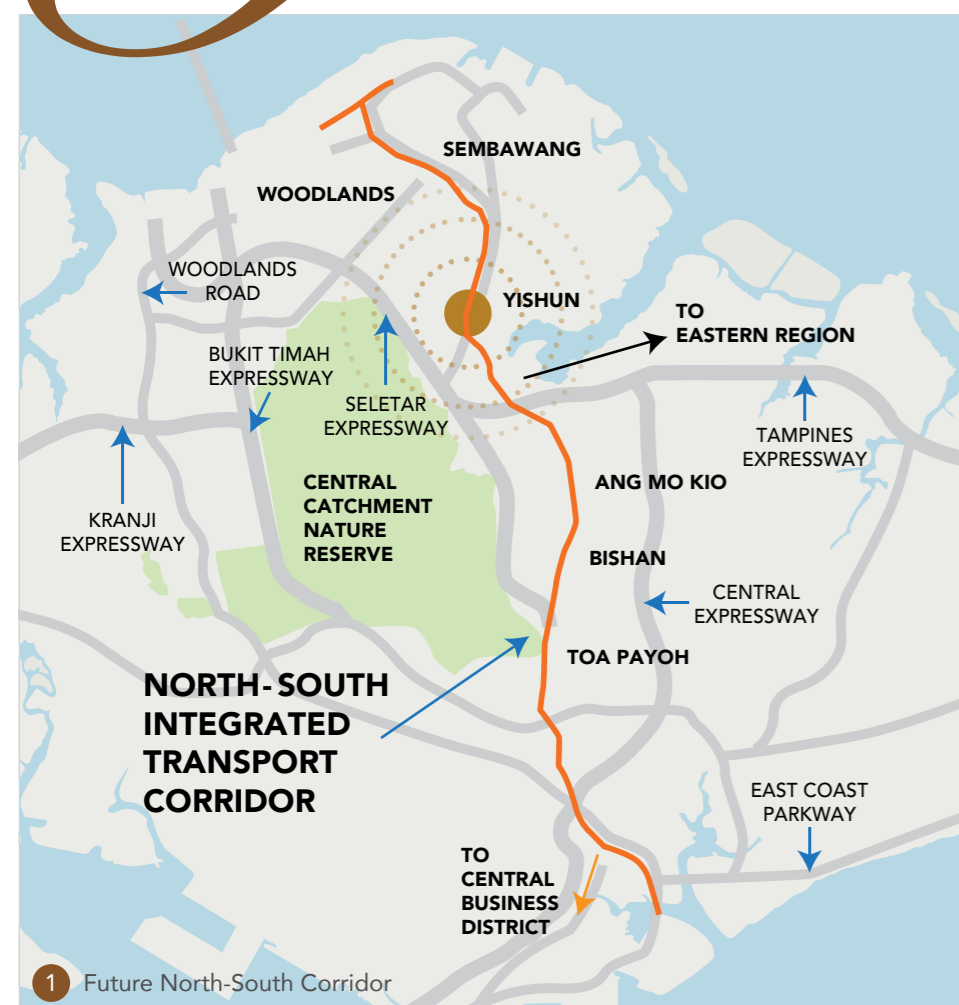 SEMBAWANG
WOODLANDS
WOODLANDS
ROAD
YISHUN
TO
EASTERN REGION
BUKIT TIMAH
EXPRESSWAY
SELETAR
EXPRESSWAY
TAMPINES
EXPRESSWAY
CENTRAL
CATCHMENT
NATURE
RESERVE
ANG MO KIO
KRANJI
EXPRESSWAY
BISHAN
CENTRAL
EXPRESSWAY
TOA PAYOH
NORTH-SOUTH
INTEGRATED
TRANSPORT
CORRIDOR
EAST COAST
PARKWAY
TO
CENTRAL
BUSINESS
DISTRICT
1 Future North-South Corridor